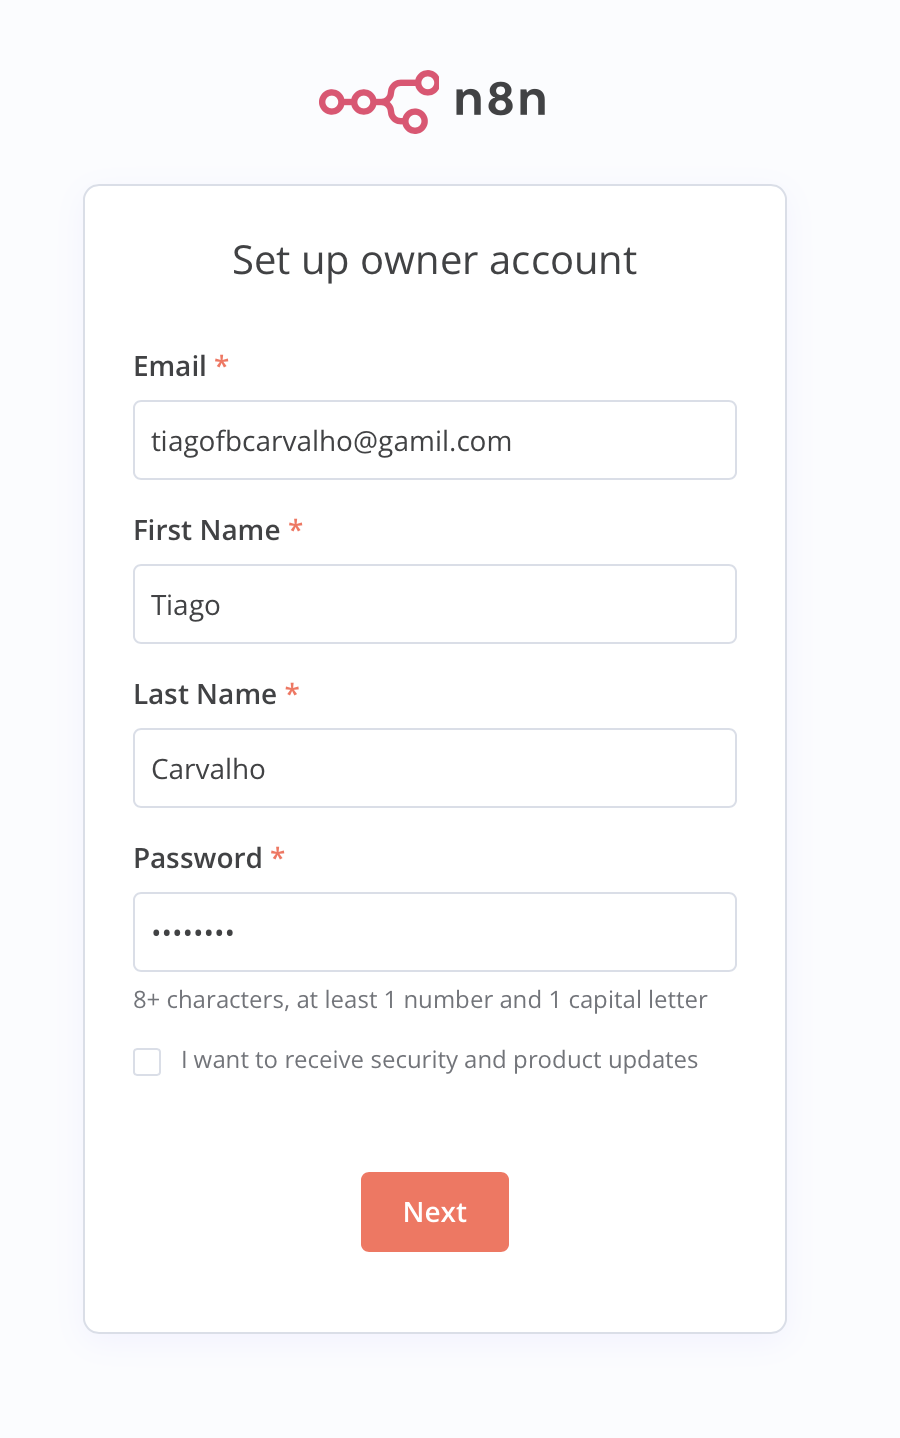 n8n
Set up owner account
Email *
tiagofbcarvalho@gamil.com
First Name *
Tiago
Last Name *
Carvalho
Password *
••••••••
8+ characters, at least 1 number and 1 capital letter
I want to receive security and product updates
Next